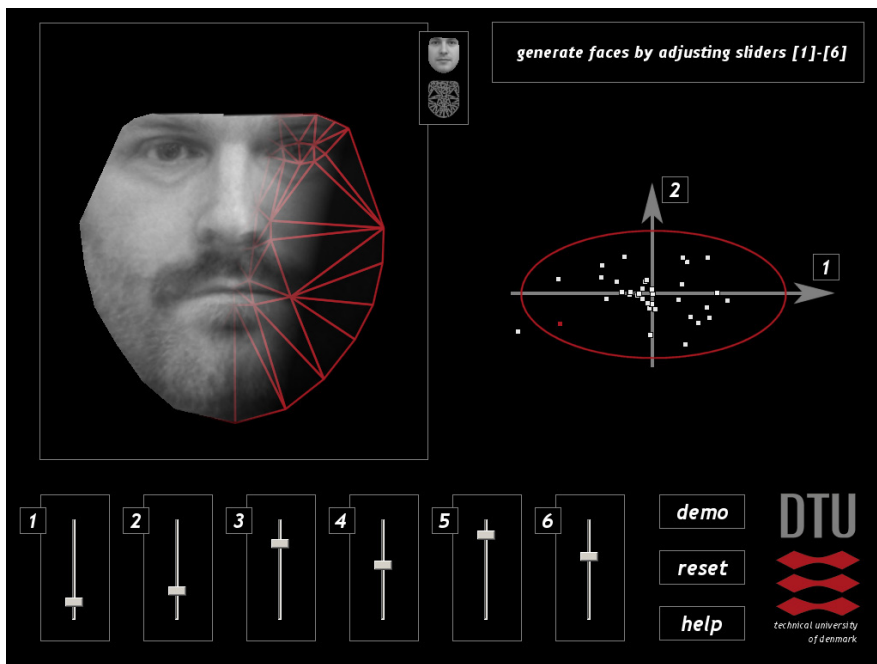 generate faces by adjusting sliders [1]-[6]
2
1
1
2
3
4
5
6
demo
reset
help
DTU
technical university
of denmark